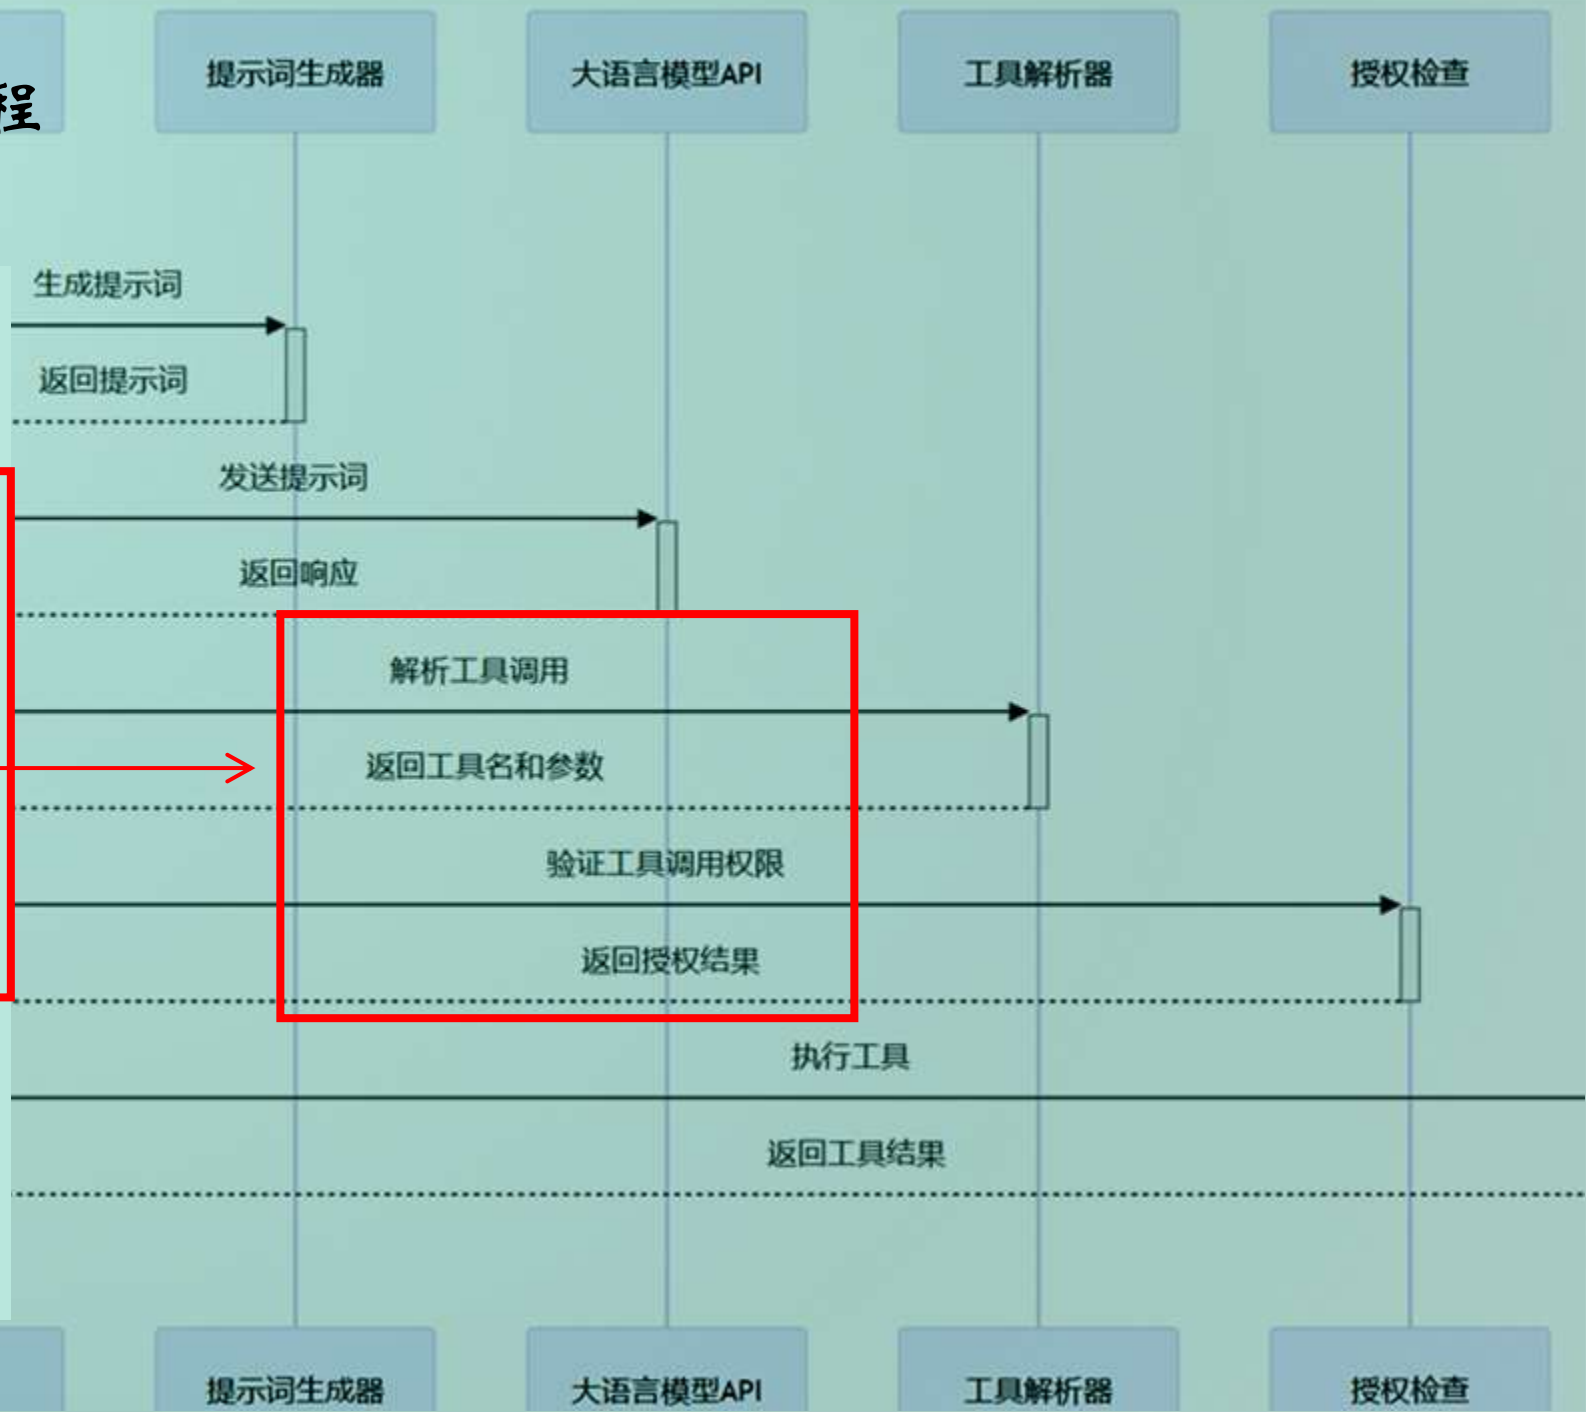 提示词生成器
大语言模型API
工具解析器
授权检查
程
生成提示词
返回提示词
发送提示词
返回响应
解析工具调用
返回工具名和参数
验证工具调用权限
返回授权结果
执行工具
返回工具结果
提示词生成器
大语言模型API
工具解析器
授权检查